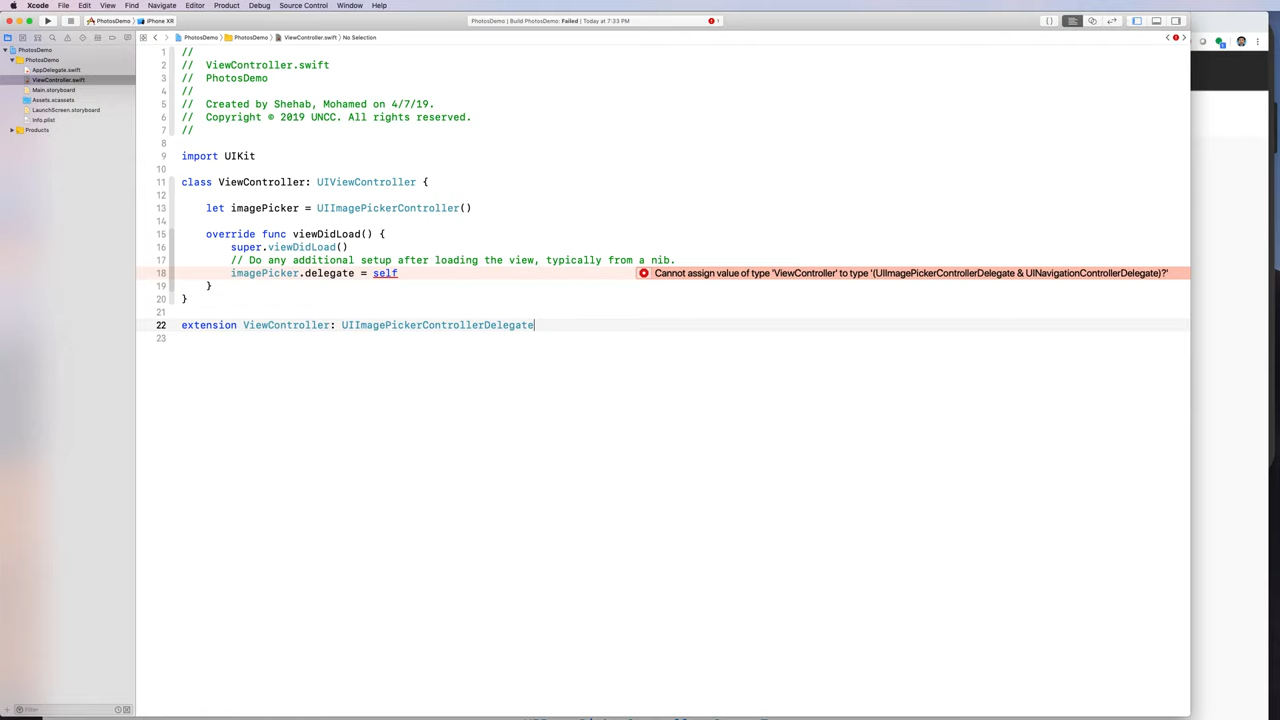 Xcode File Edit View Find Navigate Editor Product Debug Source Control Window Help
PhotosDemo iPhone XR PhotosDemo | Build PhotosDemo: Failed | Today at 7:33 PM 1
PhotosDemo PhotosDemo ViewController.swift No Selection
PhotosDemo
PhotosDemo
AppDelegate.swift
ViewController.swift
Main.storyboard
Assets.xcassets
LaunchScreen.storyboard
Info.plist
Products
Filter
1 //
2 // ViewController.swift
3 // PhotosDemo
4 //
5 // Created by Shehab, Mohamed on 4/7/19.
6 // Copyright © 2019 UNCC. All rights reserved.
7 //
8
9 import UIKit
10
11 class ViewController: UIViewController {
12
13 let imagePicker = UIImagePickerController()
14
15 override func viewDidLoad() {
16 super.viewDidLoad()
17 // Do any additional setup after loading the view, typically from a nib.
18 imagePicker.delegate = self Cannot assign value of type 'ViewController' to type '(UIImagePickerControllerDelegate & UINavigationControllerDelegate)?'
19 }
20 }
21
22 extension ViewController: UIImagePickerControllerDelegate
23